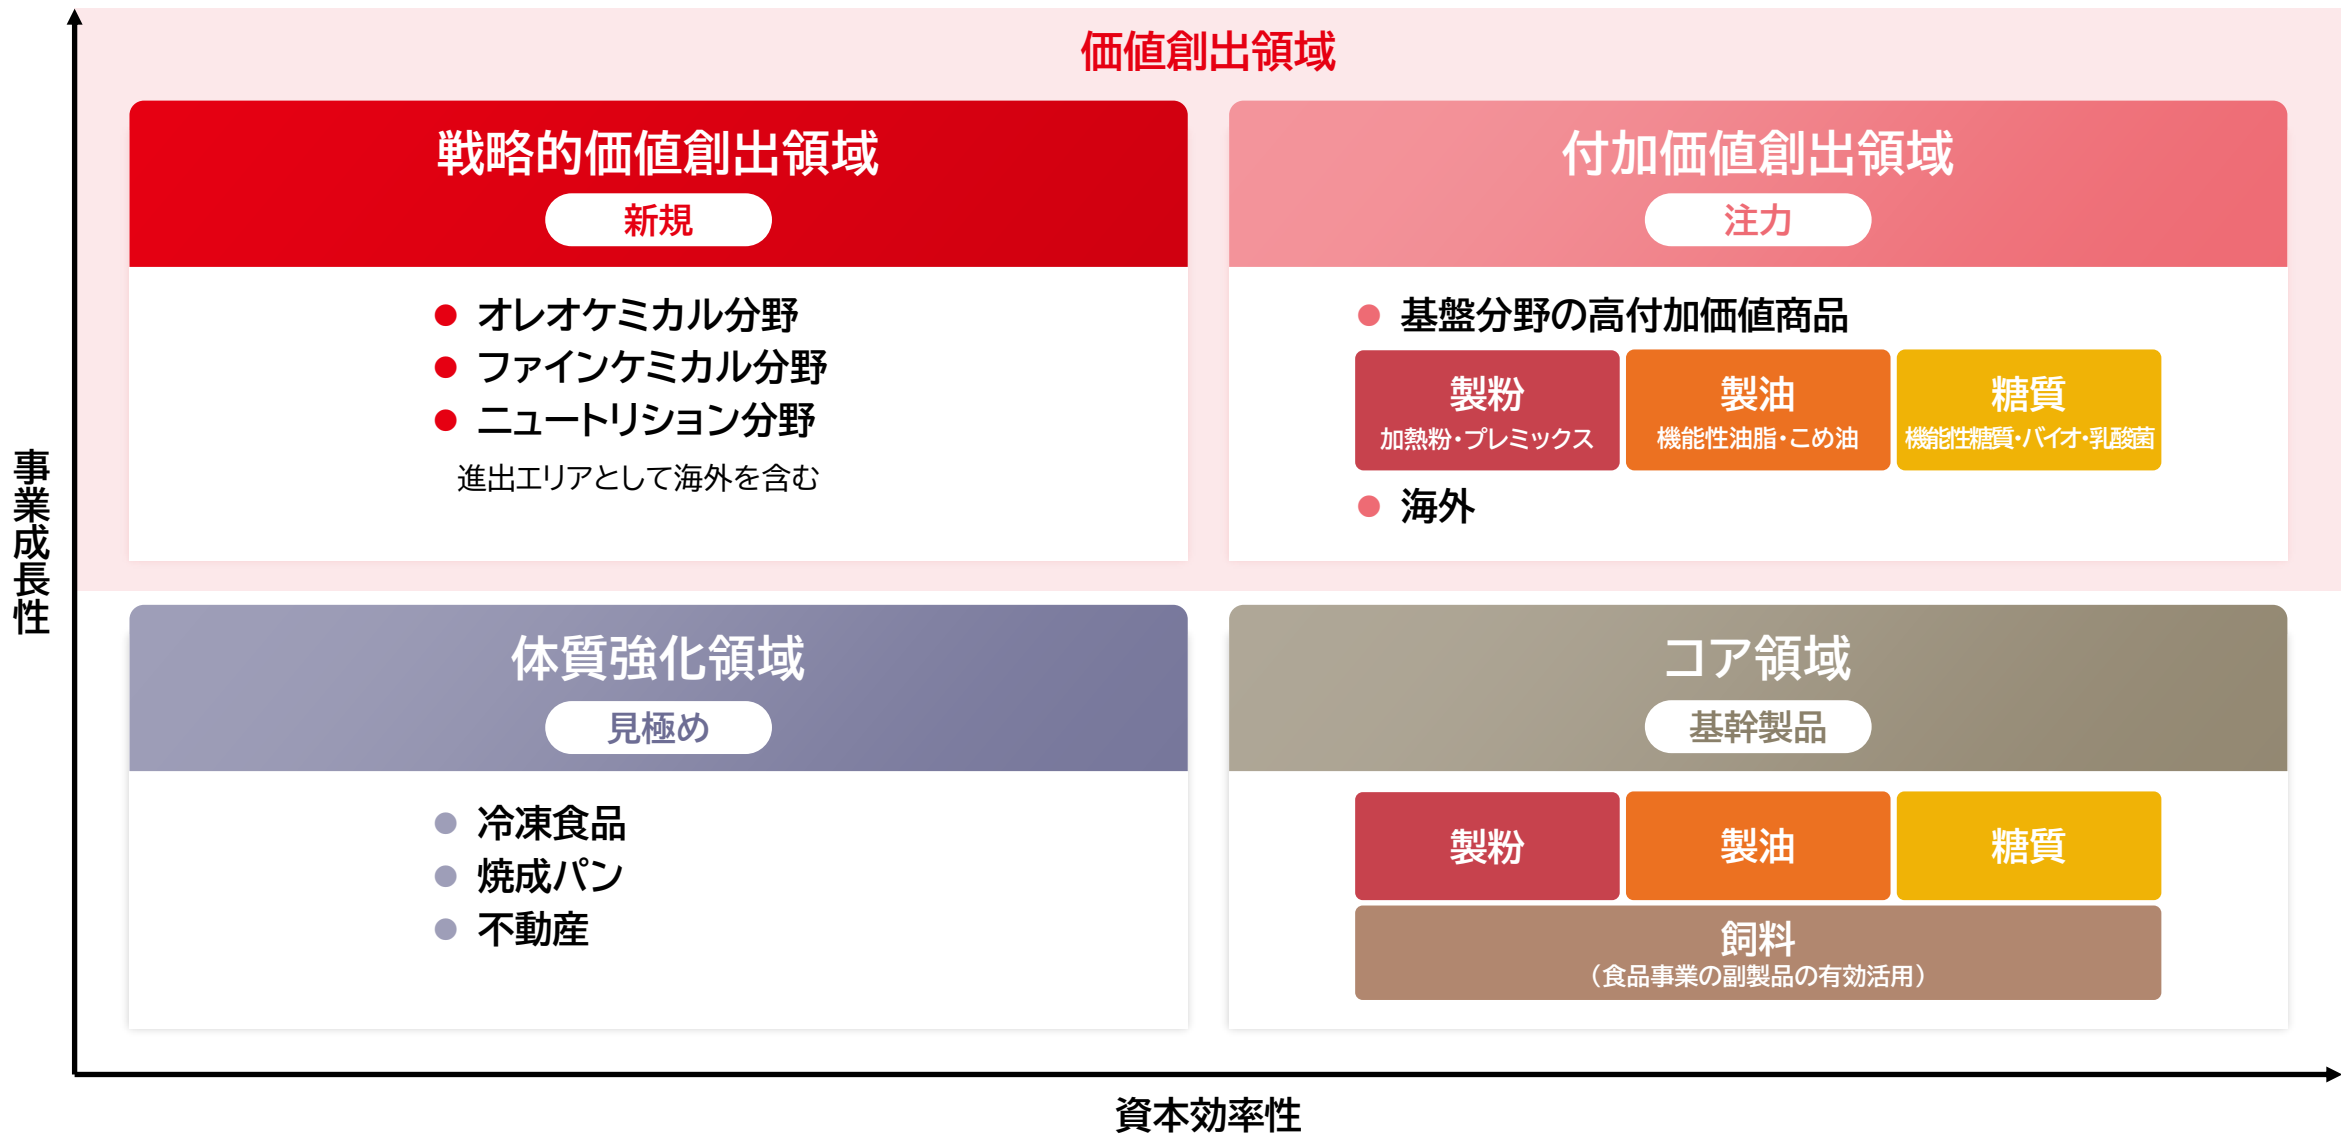 価値創出領域
戦略的価値創出領域
新規
オレオケミカル分野
ファインケミカル分野
ニュートリション分野
進出エリアとして海外を含む
付加価値創出領域
注力
基盤分野の高付加価値商品
製粉
加熱粉・プレミックス
製油
機能性油脂・こめ油
糖質
機能性糖質・バイオ・乳酸菌
海外
事業成長性
体質強化領域
見極め
冷凍食品
焼成パン
不動産
コア領域
基幹製品
製粉
製油
糖質
飼料
（食品事業の副製品の有効活用）
資本効率性